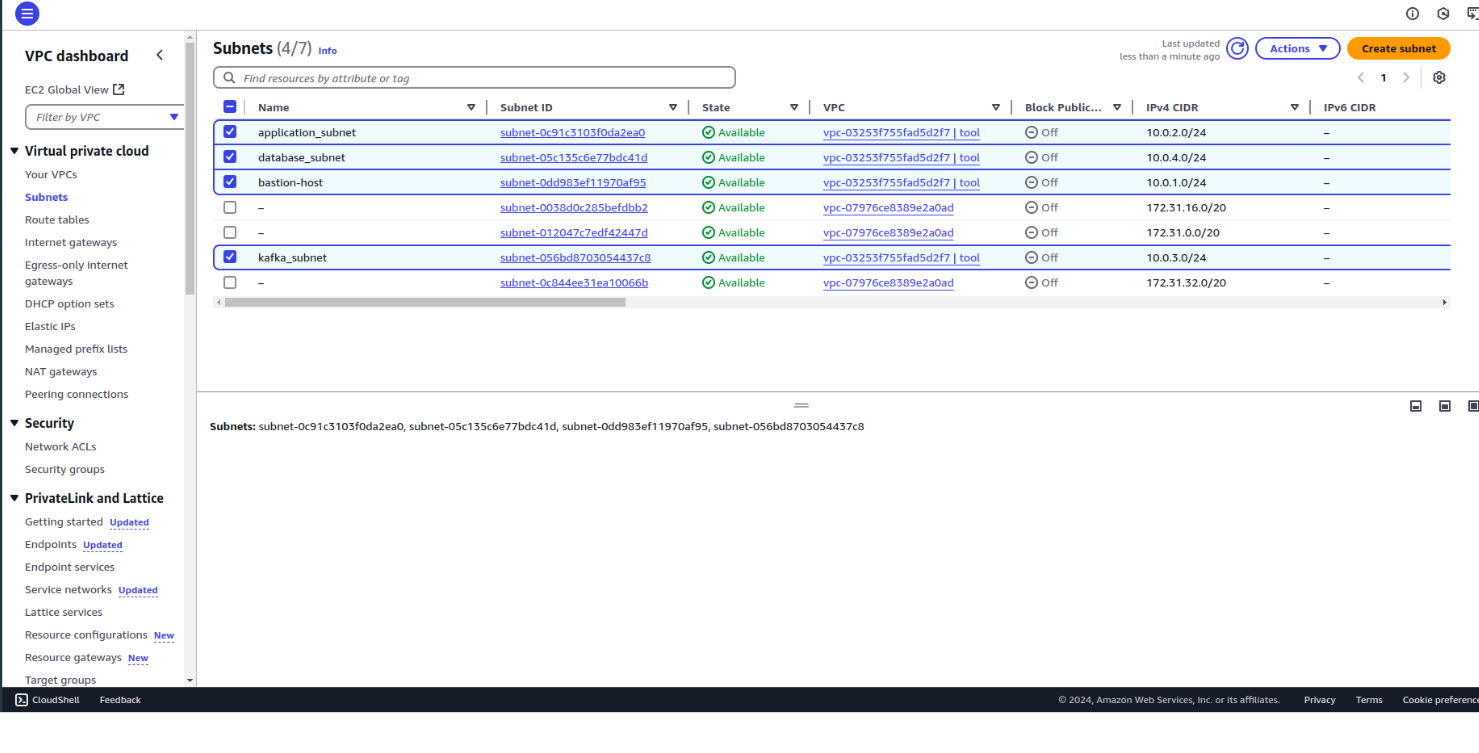 VPC dashboard
EC2 Global View
Filter by VPC
Virtual private cloud
Your VPCs
Subnets
Route tables
Internet gateways
Egress-only internet
gateways
DHCP option sets
Elastic IPs
Managed prefix lists
NAT gateways
Peering connections
Security
Network ACLs
Security groups
PrivateLink and Lattice
Getting started Updated
Endpoints Updated
Endpoint services
Service networks Updated
Lattice services
Resource configurations New
Resource gateways New
Target groups
Subnets (4/7) Info
Last updated
less than a minute ago
Actions
Create subnet
Find resources by attribute or tag
1
Name Subnet ID State VPC Block Public... IPv4 CIDR IPv6 CIDR
application_subnet subnet-0c91c3103f0da2ea0 Available vpc-03253f755fad5d2f7 | tool Off 10.0.2.0/24 –
database_subnet subnet-05c135c6e77bdc41d Available vpc-03253f755fad5d2f7 | tool Off 10.0.4.0/24 –
bastion-host subnet-0dd983ef11970af95 Available vpc-03253f755fad5d2f7 | tool Off 10.0.1.0/24 –
– subnet-0038d0c285befdbb2 Available vpc-07976ce8389e2a0ad Off 172.31.16.0/20 –
– subnet-012047c7edf42447d Available vpc-07976ce8389e2a0ad Off 172.31.0.0/20 –
kafka_subnet subnet-056bd8703054437c8 Available vpc-03253f755fad5d2f7 | tool Off 10.0.3.0/24 –
– subnet-0c844ee31ea10066b Available vpc-07976ce8389e2a0ad Off 172.31.32.0/20 –
Subnets: subnet-0c91c3103f0da2ea0, subnet-05c135c6e77bdc41d, subnet-0dd983ef11970af95, subnet-056bd8703054437c8
CloudShell Feedback © 2024, Amazon Web Services, Inc. or its affiliates. Privacy Terms Cookie preference